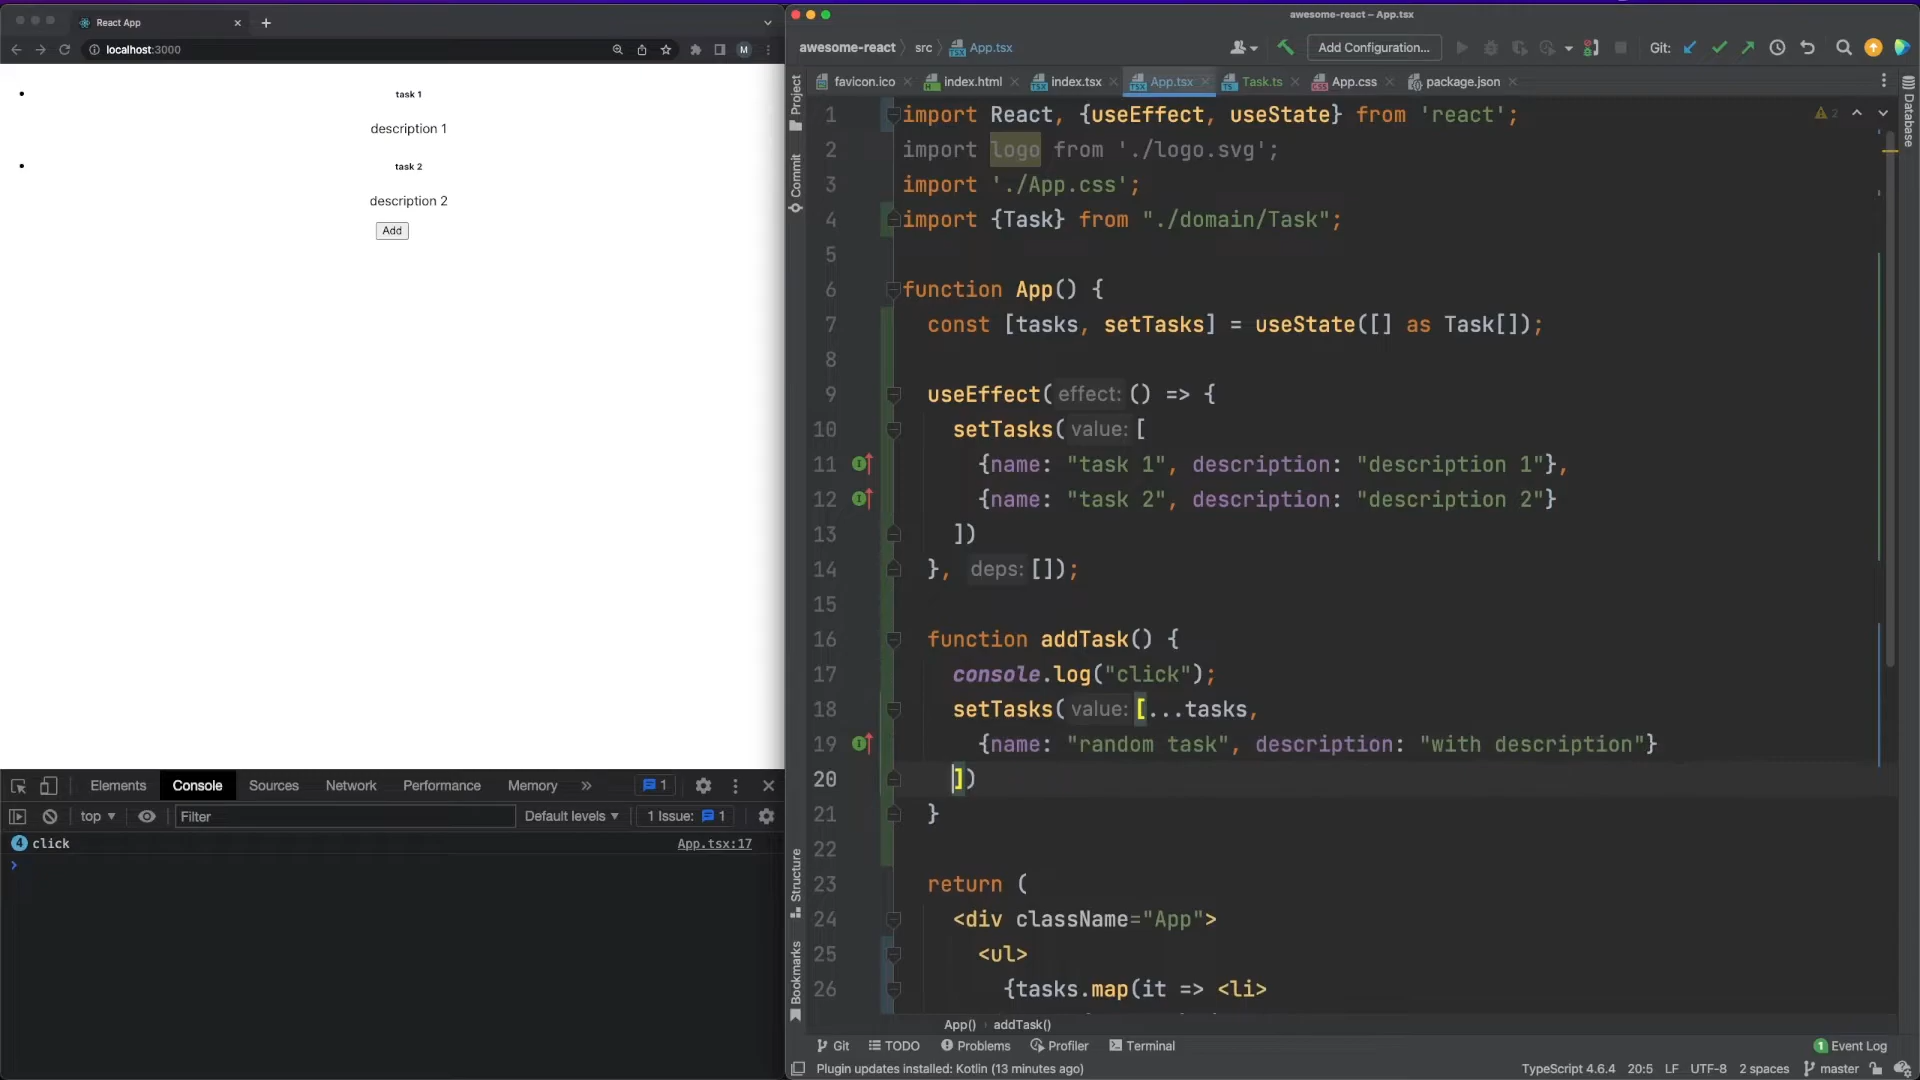 React App
localhost:3000
M
task 1
description 1
task 2
description 2
Add
Elements Console Sources Network Performance Memory 1
top Filter Default levels 1 Issue: 1
4 click App.tsx:17
awesome-react – App.tsx
awesome-react src App.tsx Add Configuration... Git:
favicon.ico index.html index.tsx App.tsx Task.ts App.css package.json
Project
Commit
Structure
Bookmarks
Database
2
1 import React, {useEffect, useState} from 'react';
2 import logo from './logo.svg';
3 import './App.css';
4 import {Task} from "./domain/Task";
5
6 function App() {
7 const [tasks, setTasks] = useState([] as Task[]);
8
9 useEffect( effect: () => {
10 setTasks( value: [
11 {name: "task 1", description: "description 1"},
12 {name: "task 2", description: "description 2"}
13 ])
14 }, deps: []);
15
16 function addTask() {
17 console.log("click");
18 setTasks( value: [...tasks,
19 {name: "random task", description: "with description"}
20 ])
21 }
22
23 return (
24 <div className="App">
25 <ul>
26 {tasks.map(it => <li>
App() addTask()
Git TODO Problems Profiler Terminal 1 Event Log
Plugin updates installed: Kotlin (13 minutes ago) TypeScript 4.6.4 20:5 LF UTF-8 2 spaces master